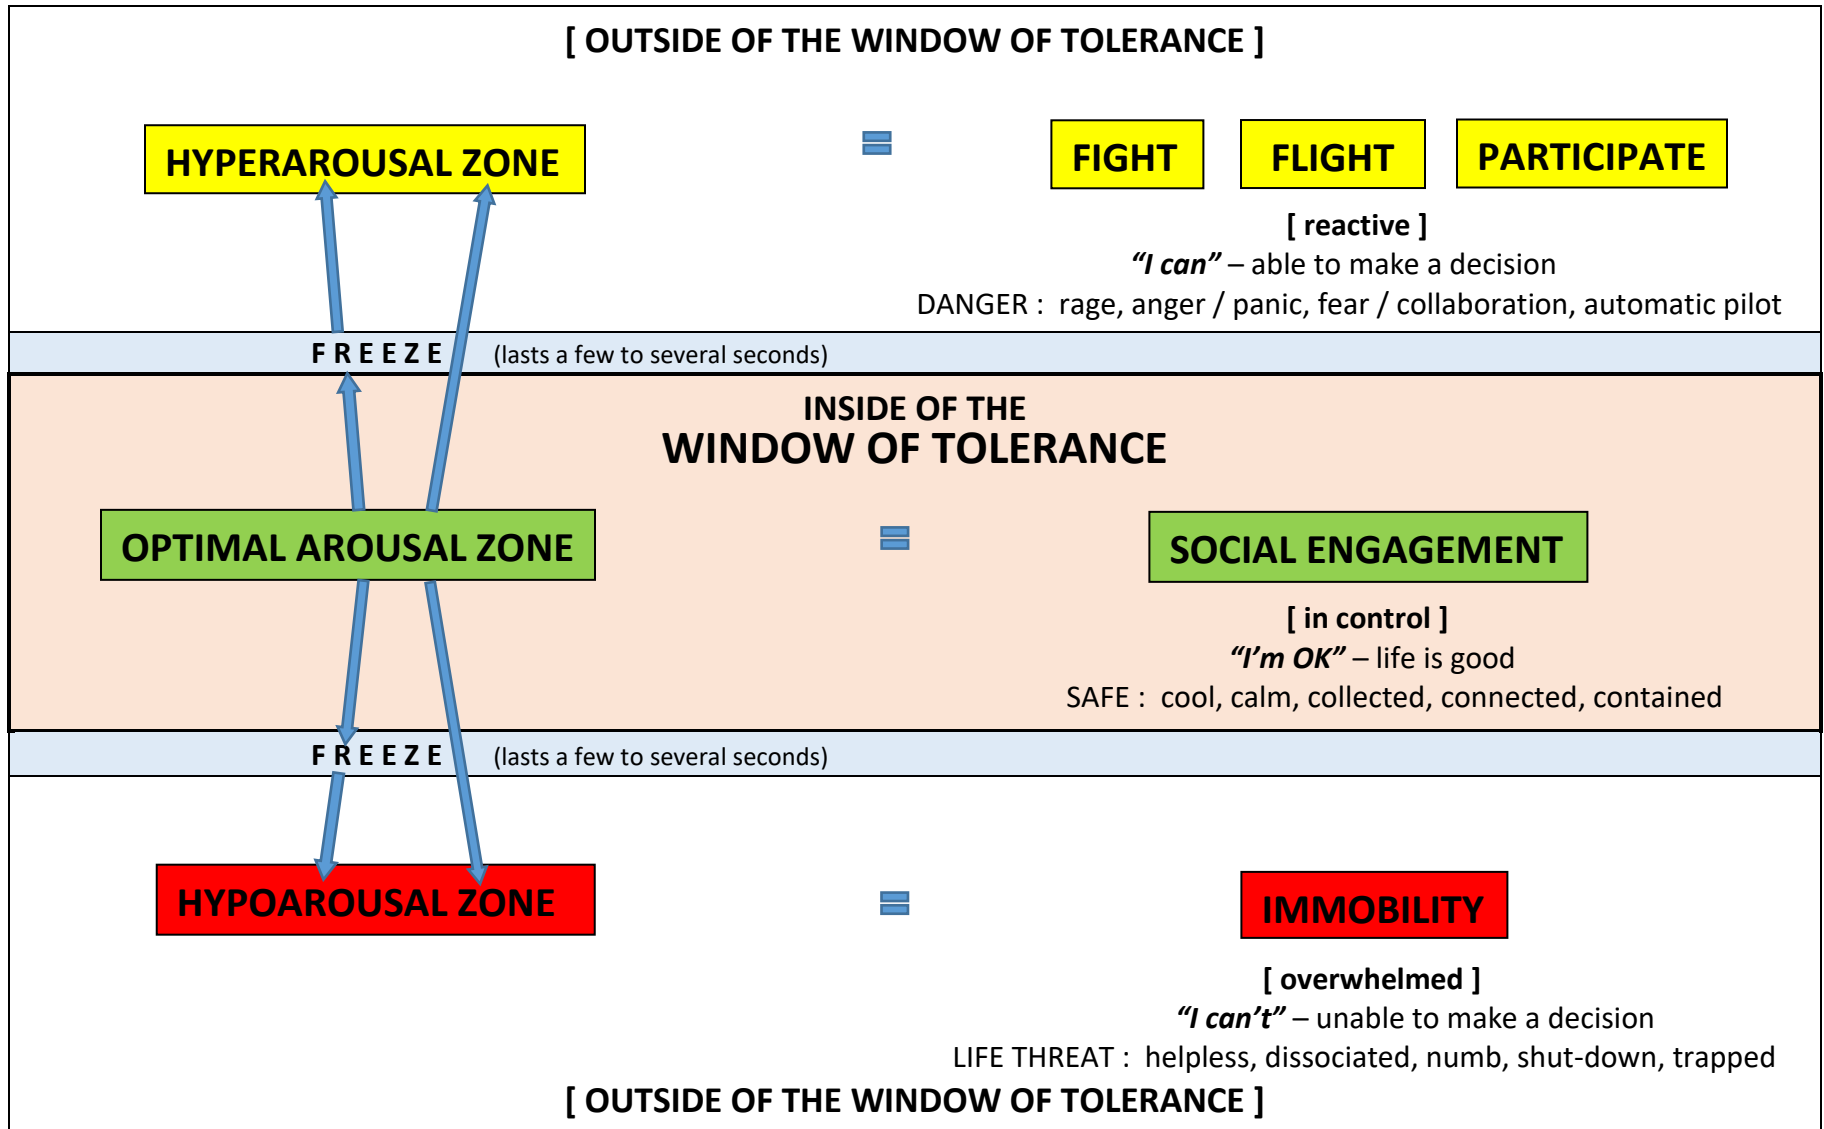 [ OUTSIDE OF THE WINDOW OF TOLERANCE ]
HYPERAROUSAL ZONE
FIGHT
FLIGHT
PARTICIPATE
[ reactive ]
“I can” – able to make a decision
DANGER : rage, anger / panic, fear / collaboration, automatic pilot
F R E E Z E (lasts a few to several seconds)
INSIDE OF THE
WINDOW OF TOLERANCE
OPTIMAL AROUSAL ZONE
SOCIAL ENGAGEMENT
[ in control ]
“I’m OK” – life is good
SAFE : cool, calm, collected, connected, contained
F R E E Z E (lasts a few to several seconds)
HYPOAROUSAL ZONE
IMMOBILITY
[ overwhelmed ]
“I can’t” – unable to make a decision
LIFE THREAT : helpless, dissociated, numb, shut-down, trapped
[ OUTSIDE OF THE WINDOW OF TOLERANCE ]